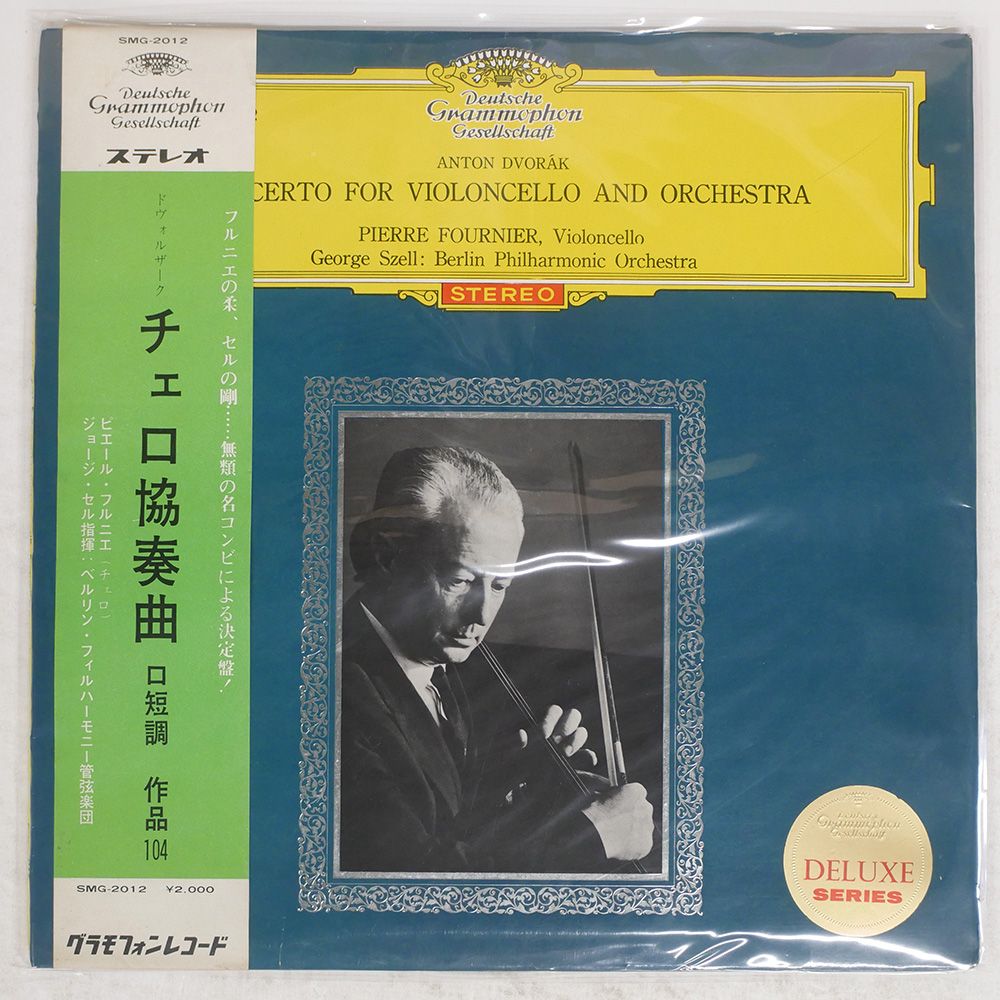 SMG-2012
Deutsche
Grammophon
Gesellschaft
ステレオ
フルニエの柔、セルの剛……無類の名コンビによる決定盤!
ドヴォルザーク
チェロ協奏曲 ロ短調 作品104
ピエール・フルニエ(チェロ)
ジョージ・セル指揮:ベルリン・フィルハーモニー管弦楽団
SMG-2012 ¥2,000
グラモフォンレコード
2
Deutsche
Grammophon
Gesellschaft
ANTON DVORÁK
CERTO FOR VIOLONCELLO AND ORCHESTRA
PIERRE FOURNIER, Violoncello
George Szell: Berlin Philharmonic Orchestra
STEREO
Deutsche
Grammophon
Gesellschaft
DELUXE
SERIES